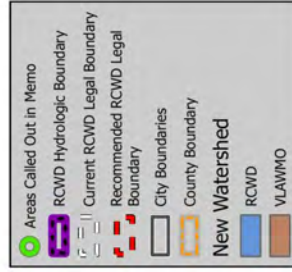 Areas Called Out in Memo
RCWD Hydrologic Boundary
Current RCWD Legal Boundary
Recommended RCWD Legal
Boundary
City Boundaries
County Boundary
New Watershed
RCWD
VLAWMO